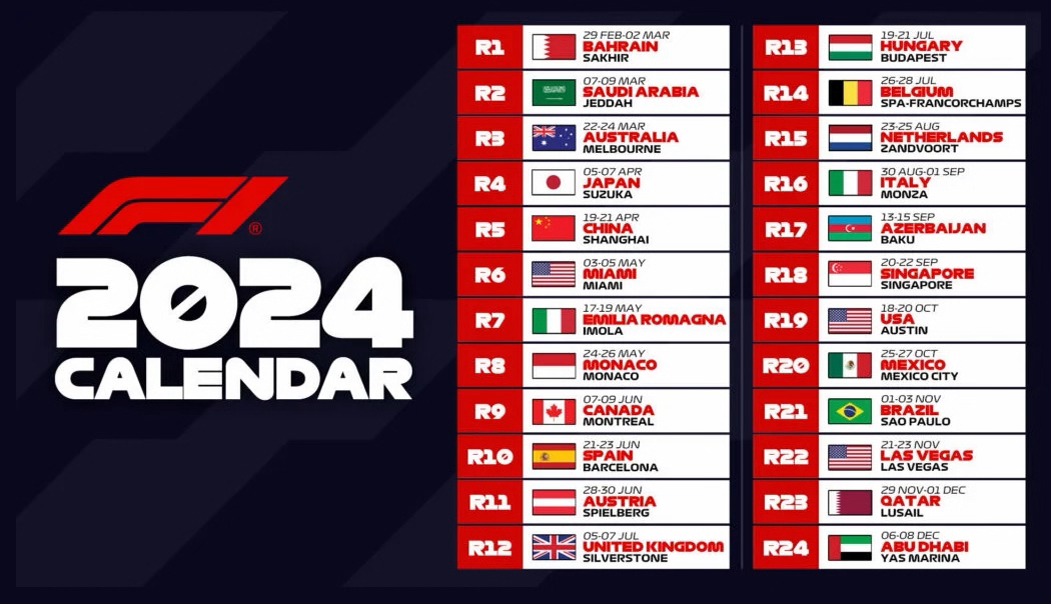 F1®
2024
CALENDAR
R1
29 FEB-02 MAR
BAHRAIN
SAKHIR
R2
07-09 MAR
SAUDI ARABIA
JEDDAH
R3
22-24 MAR
AUSTRALIA
MELBOURNE
R4
05-07 APR
JAPAN
SUZUKA
R5
19-21 APR
CHINA
SHANGHAI
R6
03-05 MAY
MIAMI
MIAMI
R7
17-19 MAY
EMILIA ROMAGNA
IMOLA
R8
24-26 MAY
MONACO
MONACO
R9
07-09 JUN
CANADA
MONTREAL
R10
21-23 JUN
SPAIN
BARCELONA
R11
28-30 JUN
AUSTRIA
SPIELBERG
R12
05-07 JUL
UNITED KINGDOM
SILVERSTONE
R13
19-21 JUL
HUNGARY
BUDAPEST
R14
26-28 JUL
BELGIUM
SPA-FRANCORCHAMPS
R15
23-25 AUG
NETHERLANDS
ZANDVOORT
R16
30 AUG-01 SEP
ITALY
MONZA
R17
13-15 SEP
AZERBAIJAN
BAKU
R18
20-22 SEP
SINGAPORE
SINGAPORE
R19
18-20 OCT
USA
AUSTIN
R20
25-27 OCT
MEXICO
MEXICO CITY
R21
01-03 NOV
BRAZIL
SAO PAULO
R22
21-23 NOV
LAS VEGAS
LAS VEGAS
R23
29 NOV-01 DEC
QATAR
LUSAIL
R24
06-08 DEC
ABU DHABI
YAS MARINA